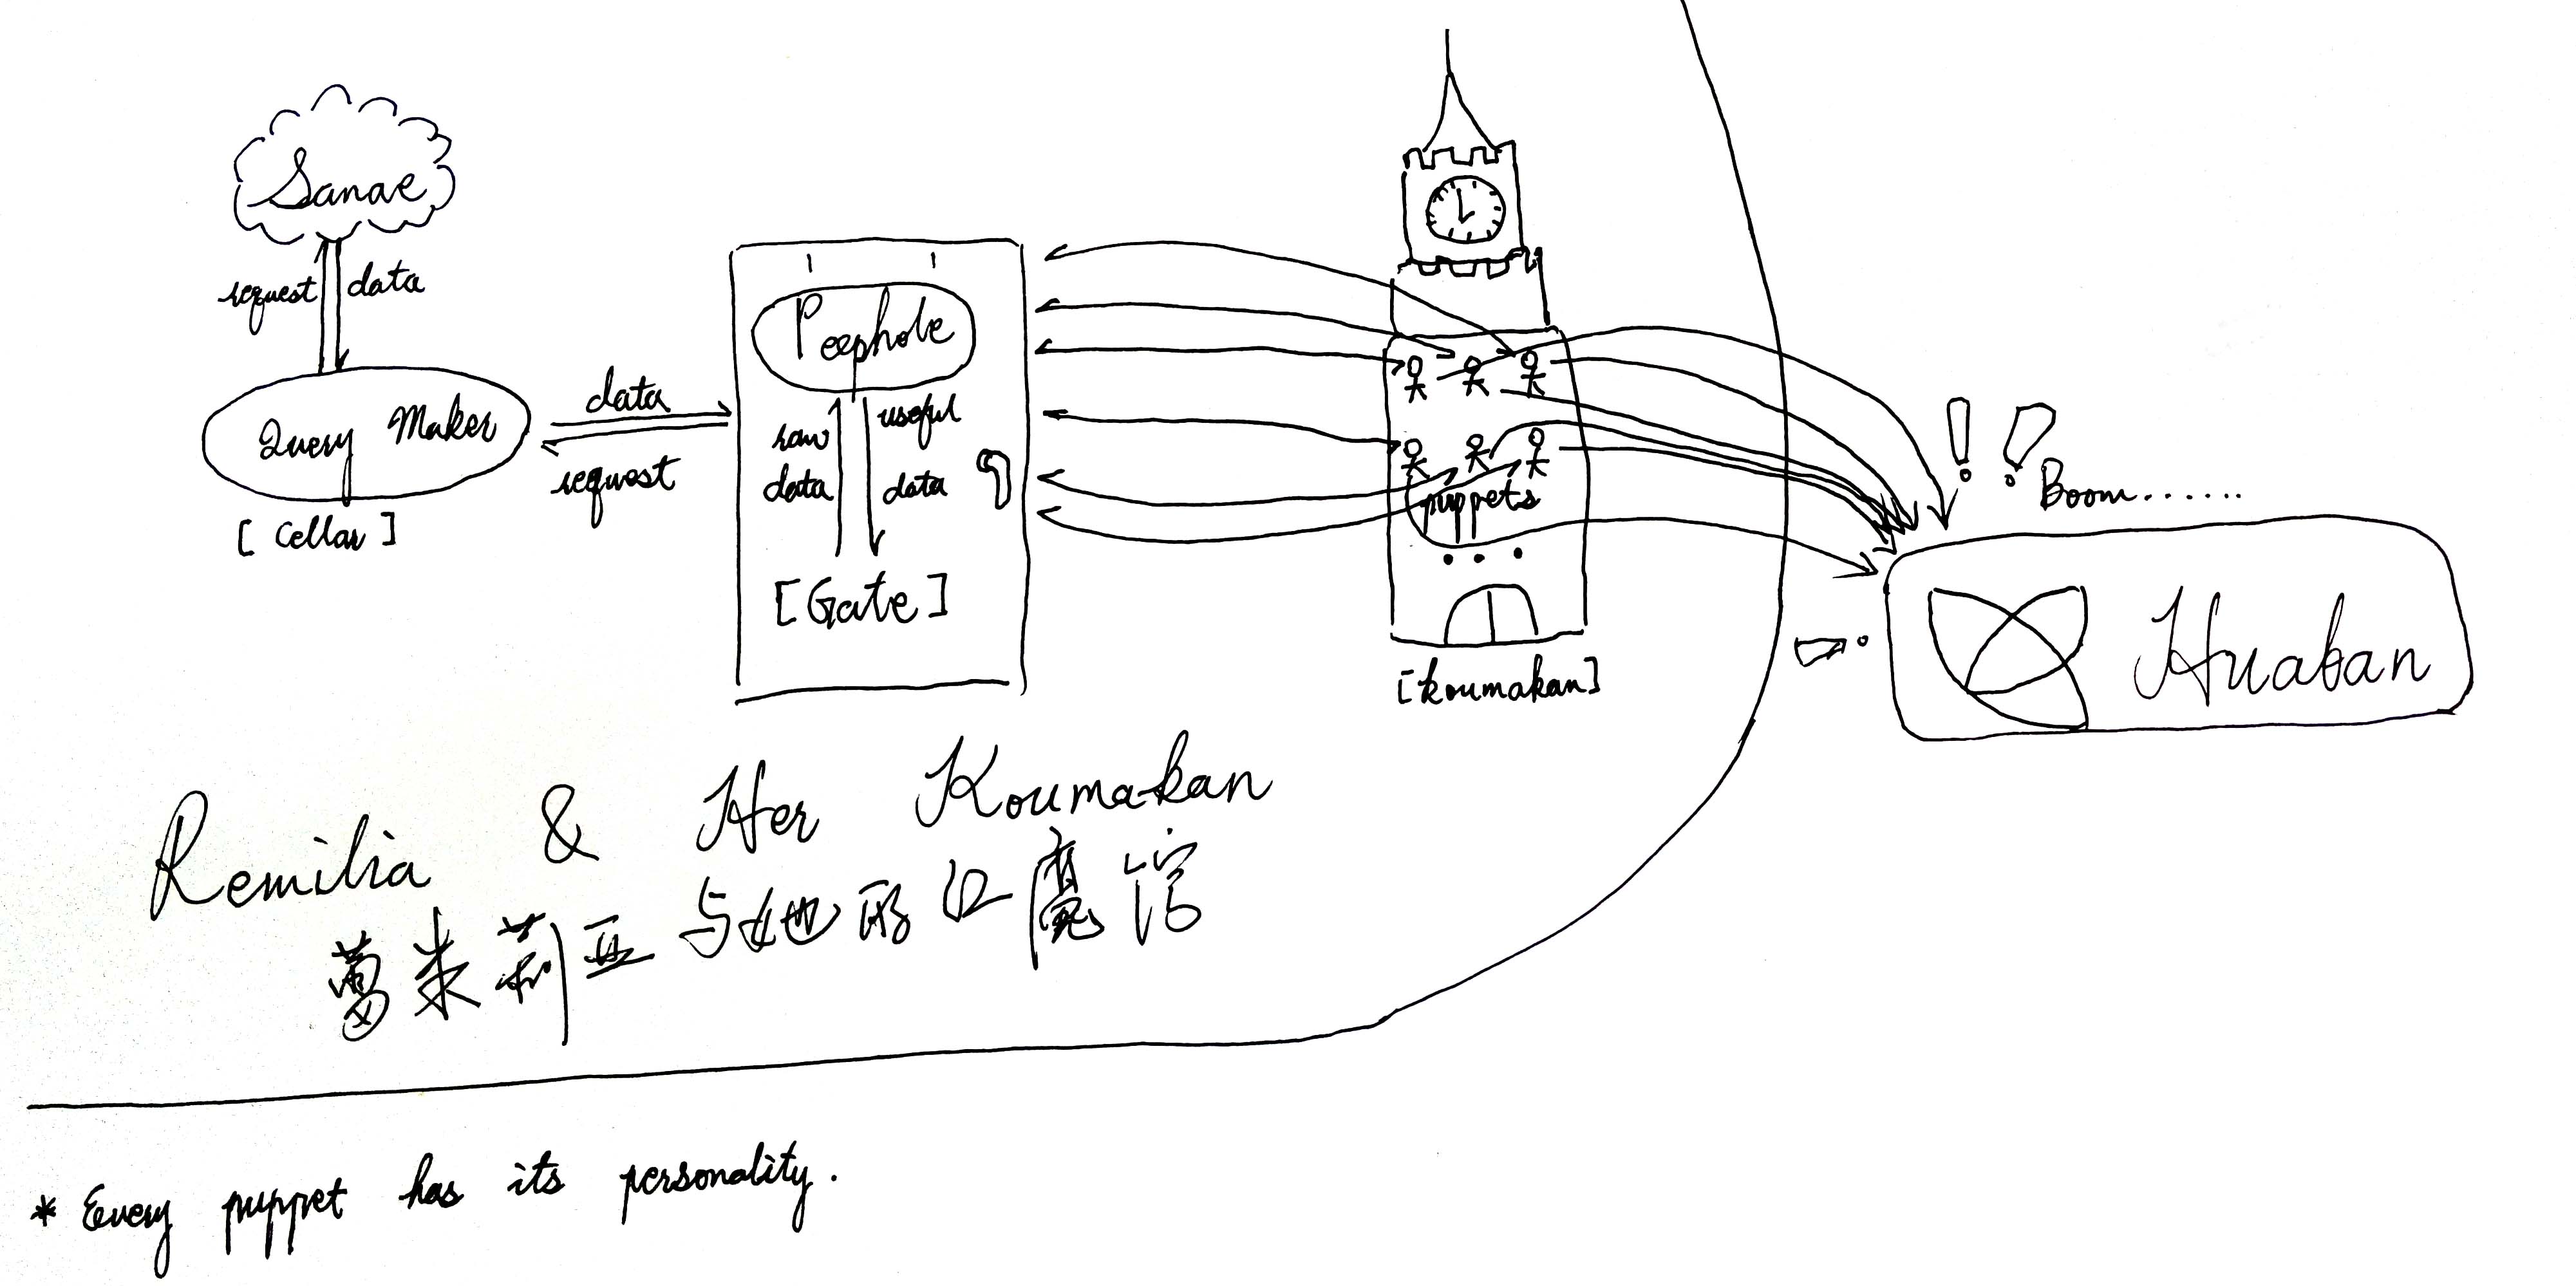 Sanae
request data
Query Maker
[ Cellar ]
data
request
Peephole
raw data
useful data
[Gate]
puppets
[koumakan]
!! Boom.......
Huaban
Remilia & Her Koumakan
蕾米莉亚与她的红魔馆
* Every puppet has its personality.